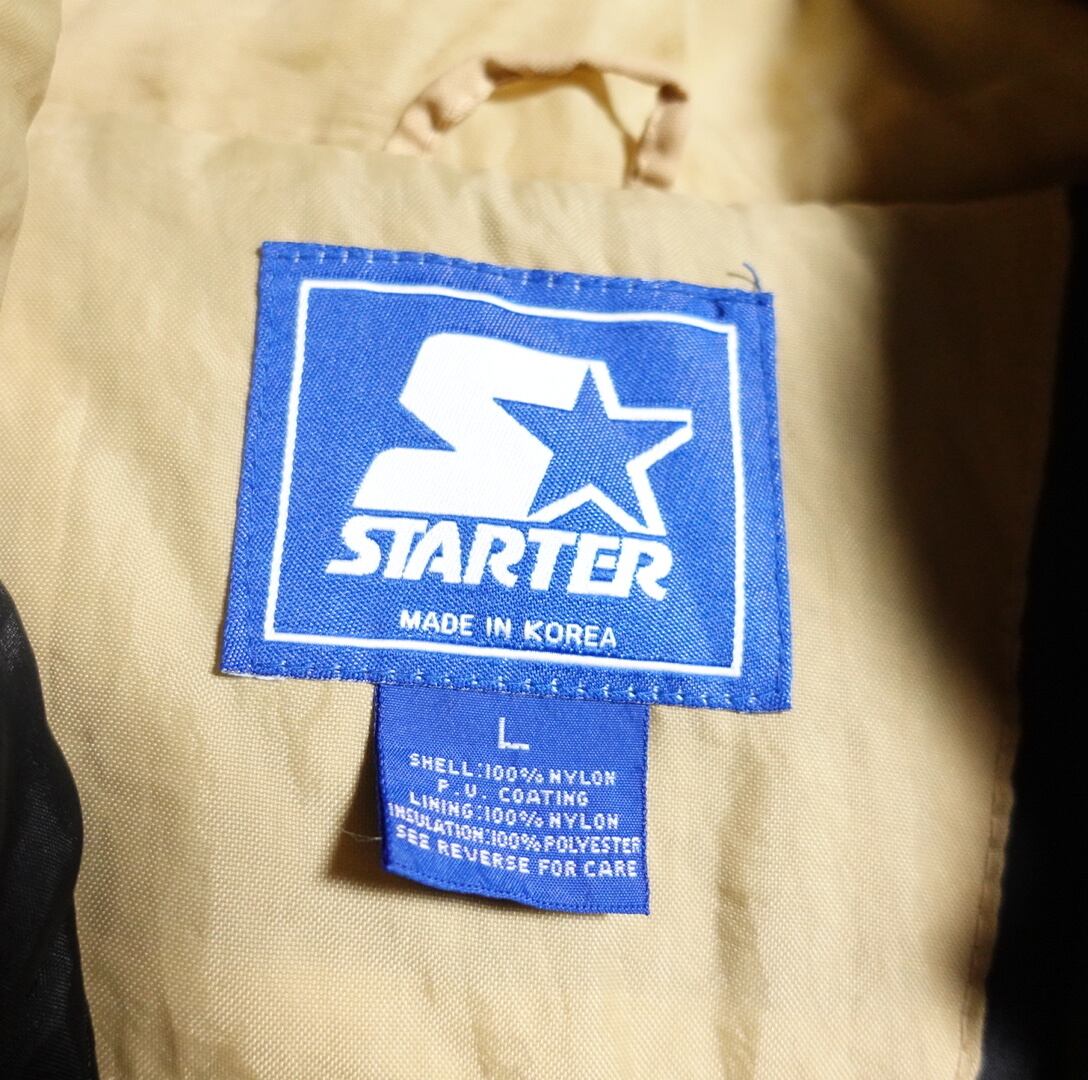 STARTER
MADE IN KOREA
L
SHELL:100% NYLON
P.U. COATING
LINING:100% NYLON
INSULATION:100% POLYESTER
SEE REVERSE FOR CARE